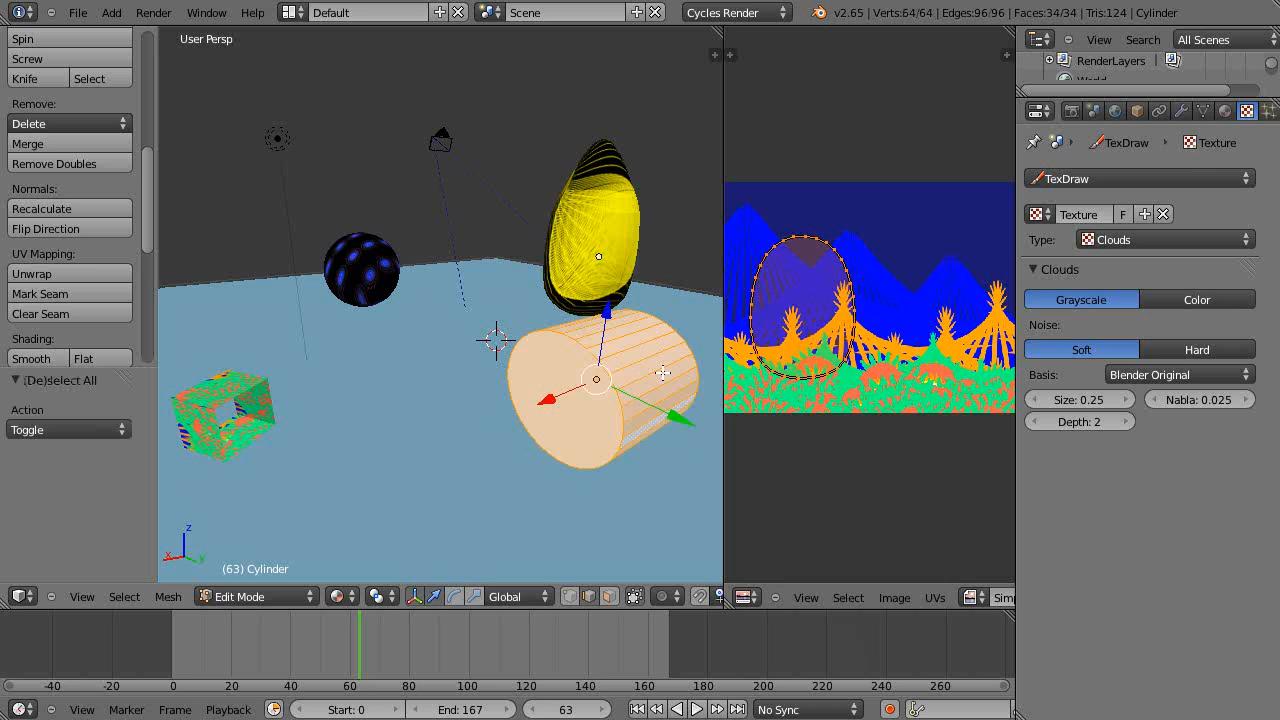 File Add Render Window Help Default Scene Cycles Render v2.65 | Verts:64/64 | Edges:96/96 | Faces:34/34 | Tris:124 | Cylinder
Spin
Screw
Knife Select
Remove:
Delete
Merge
Remove Doubles
Normals:
Recalculate
Flip Direction
UV Mapping:
Unwrap
Mark Seam
Clear Seam
Shading:
Smooth Flat
(De)select All
Action
Toggle
User Persp
z
x
y
(63) Cylinder
View Select Mesh Edit Mode Global
View Select Image UVs Sim
View Search All Scenes
RenderLayers |
World
TexDraw Texture
TexDraw
Texture F
Type: Clouds
Clouds
Grayscale Color
Noise:
Soft Hard
Basis: Blender Original
Size: 0.25 Nabla: 0.025
Depth: 2
-40 -20 0 20 40 60 80 100 120 140 160 180 200 220 240 260
View Marker Frame Playback Start: 0 End: 167 63 No Sync